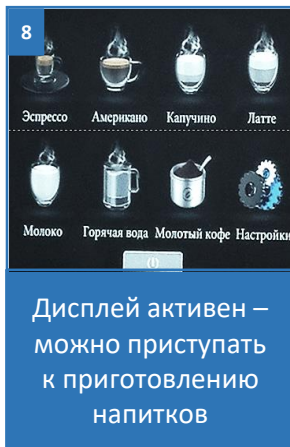 8
Эспрессо Американо Капучино Латте
Молоко Горячая вода Молотый кофе Настройки
Дисплей активен –
можно приступать
к приготовлению
напитков